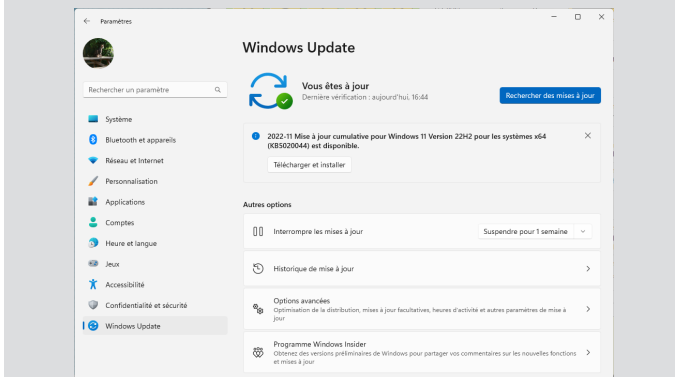 Paramètres
Windows Update
Rechercher un paramètre
Système
Bluetooth et appareils
Réseau et Internet
Personnalisation
Applications
Comptes
Heure et langue
Jeux
Accessibilité
Confidentialité et sécurité
Windows Update
Vous êtes à jour
Dernière vérification : aujourd'hui, 16:44
Rechercher des mises à jour
2022-11 Mise à jour cumulative pour Windows 11 Version 22H2 pour les systèmes x64
(KB5020044) est disponible.
Télécharger et installer
Autres options
Interrompre les mises à jour
Suspendre pour 1 semaine
Historique de mise à jour
Options avancées
Optimisation de la distribution, mises à jour facultatives, heures d'activité et autres paramètres de mise à
jour
Programme Windows Insider
Obtenez des versions préliminaires de Windows pour partager vos commentaires sur les nouvelles fonctions
et mises à jour